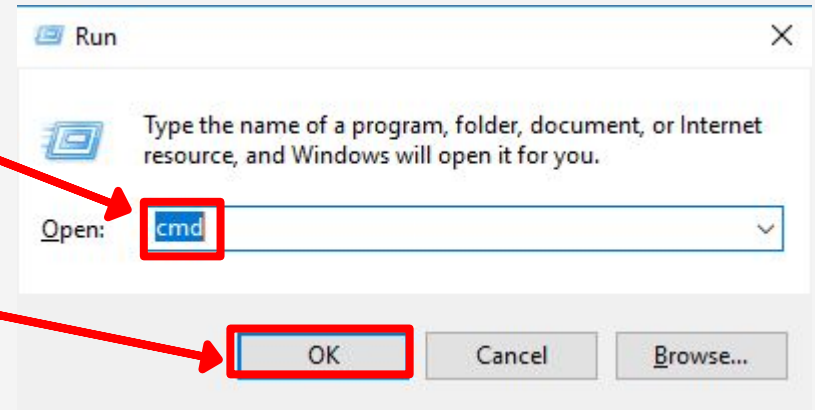 Run
Type the name of a program, folder, document, or Internet
resource, and Windows will open it for you.
Open: cmd
OK Cancel Browse...